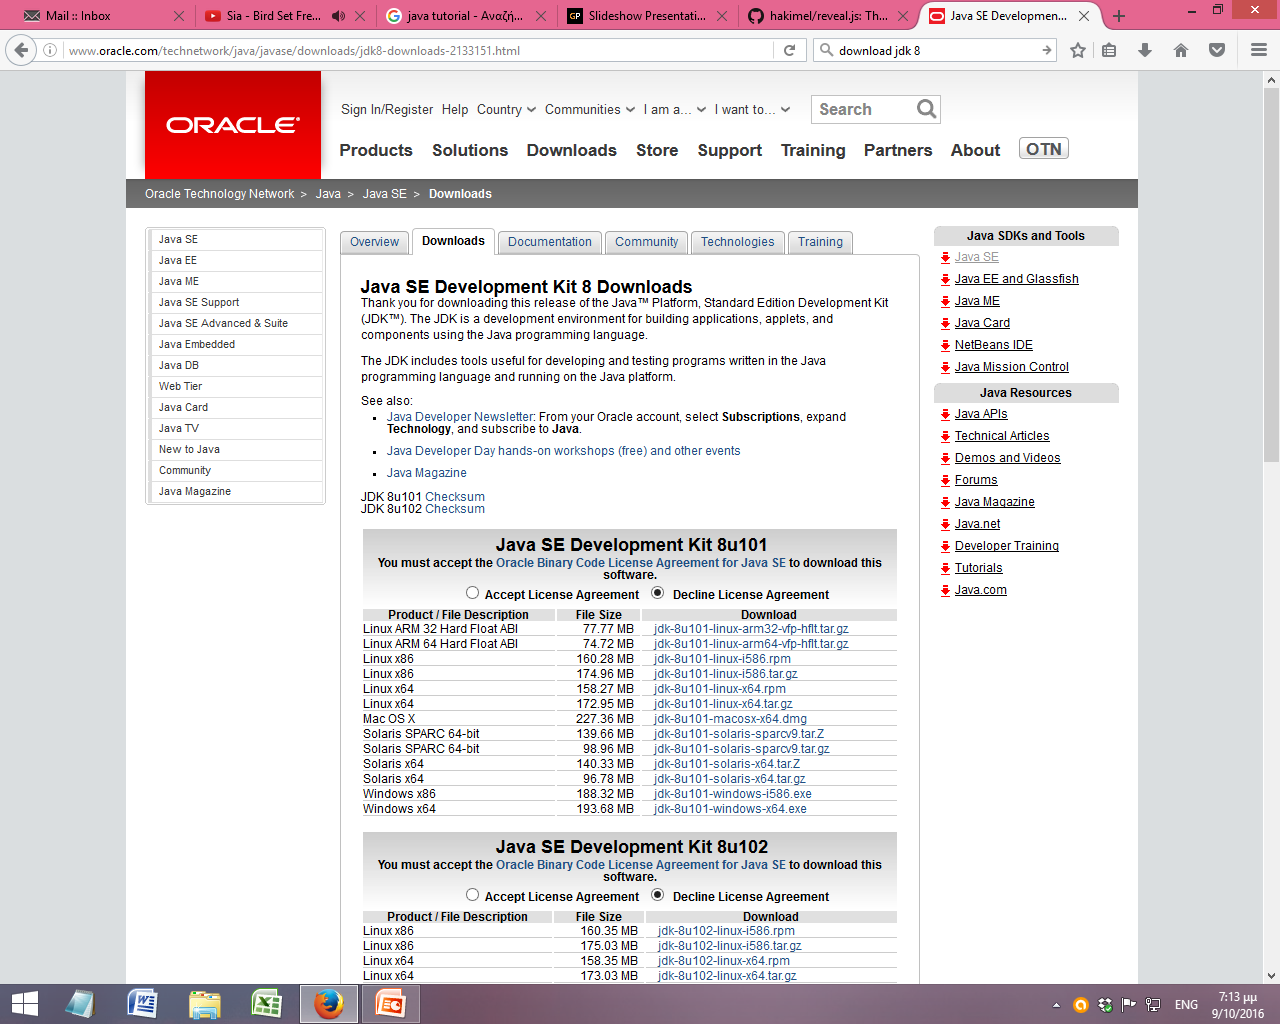 Mail :: Inbox
Sia - Bird Set Fre...
java tutorial - Αναζή...
GP Slideshow Presentati...
hakimel/reveal.js: Th...
Java SE Developmen...
www.oracle.com/technetwork/java/javase/downloads/jdk8-downloads-2133151.html
download jdk 8
ORACLE
Sign In/Register Help Country Communities I am a... I want to... Search
Products Solutions Downloads Store Support Training Partners About OTN
Oracle Technology Network > Java > Java SE > Downloads
Java SE
Java EE
Java ME
Java SE Support
Java SE Advanced & Suite
Java Embedded
Java DB
Web Tier
Java Card
Java TV
New to Java
Community
Java Magazine
Overview Downloads Documentation Community Technologies Training
Java SE Development Kit 8 Downloads
Thank you for downloading this release of the Java™ Platform, Standard Edition Development Kit
(JDK™). The JDK is a development environment for building applications, applets, and
components using the Java programming language.
The JDK includes tools useful for developing and testing programs written in the Java
programming language and running on the Java platform.
See also:
Java Developer Newsletter: From your Oracle account, select Subscriptions, expand
Technology, and subscribe to Java.
Java Developer Day hands-on workshops (free) and other events
Java Magazine
JDK 8u101 Checksum
JDK 8u102 Checksum
Java SE Development Kit 8u101
You must accept the Oracle Binary Code License Agreement for Java SE to download this
software.
Accept License Agreement Decline License Agreement
Product / File Description File Size Download
Linux ARM 32 Hard Float ABI 77.77 MB jdk-8u101-linux-arm32-vfp-hflt.tar.gz
Linux ARM 64 Hard Float ABI 74.72 MB jdk-8u101-linux-arm64-vfp-hflt.tar.gz
Linux x86 160.28 MB jdk-8u101-linux-i586.rpm
Linux x86 174.96 MB jdk-8u101-linux-i586.tar.gz
Linux x64 158.27 MB jdk-8u101-linux-x64.rpm
Linux x64 172.95 MB jdk-8u101-linux-x64.tar.gz
Mac OS X 227.36 MB jdk-8u101-macosx-x64.dmg
Solaris SPARC 64-bit 139.66 MB jdk-8u101-solaris-sparcv9.tar.Z
Solaris SPARC 64-bit 98.96 MB jdk-8u101-solaris-sparcv9.tar.gz
Solaris x64 140.33 MB jdk-8u101-solaris-x64.tar.Z
Solaris x64 96.78 MB jdk-8u101-solaris-x64.tar.gz
Windows x86 188.32 MB jdk-8u101-windows-i586.exe
Windows x64 193.68 MB jdk-8u101-windows-x64.exe
Java SE Development Kit 8u102
You must accept the Oracle Binary Code License Agreement for Java SE to download this
software.
Accept License Agreement Decline License Agreement
Product / File Description File Size Download
Linux x86 160.35 MB jdk-8u102-linux-i586.rpm
Linux x86 175.03 MB jdk-8u102-linux-i586.tar.gz
Linux x64 158.35 MB jdk-8u102-linux-x64.rpm
Linux x64 173.03 MB jdk-8u102-linux-x64.tar.gz
Java SDKs and Tools
Java SE
Java EE and Glassfish
Java ME
Java Card
NetBeans IDE
Java Mission Control
Java Resources
Java APIs
Technical Articles
Demos and Videos
Forums
Java Magazine
Java.net
Developer Training
Tutorials
Java.com
ENG
7:13 μμ
9/10/2016